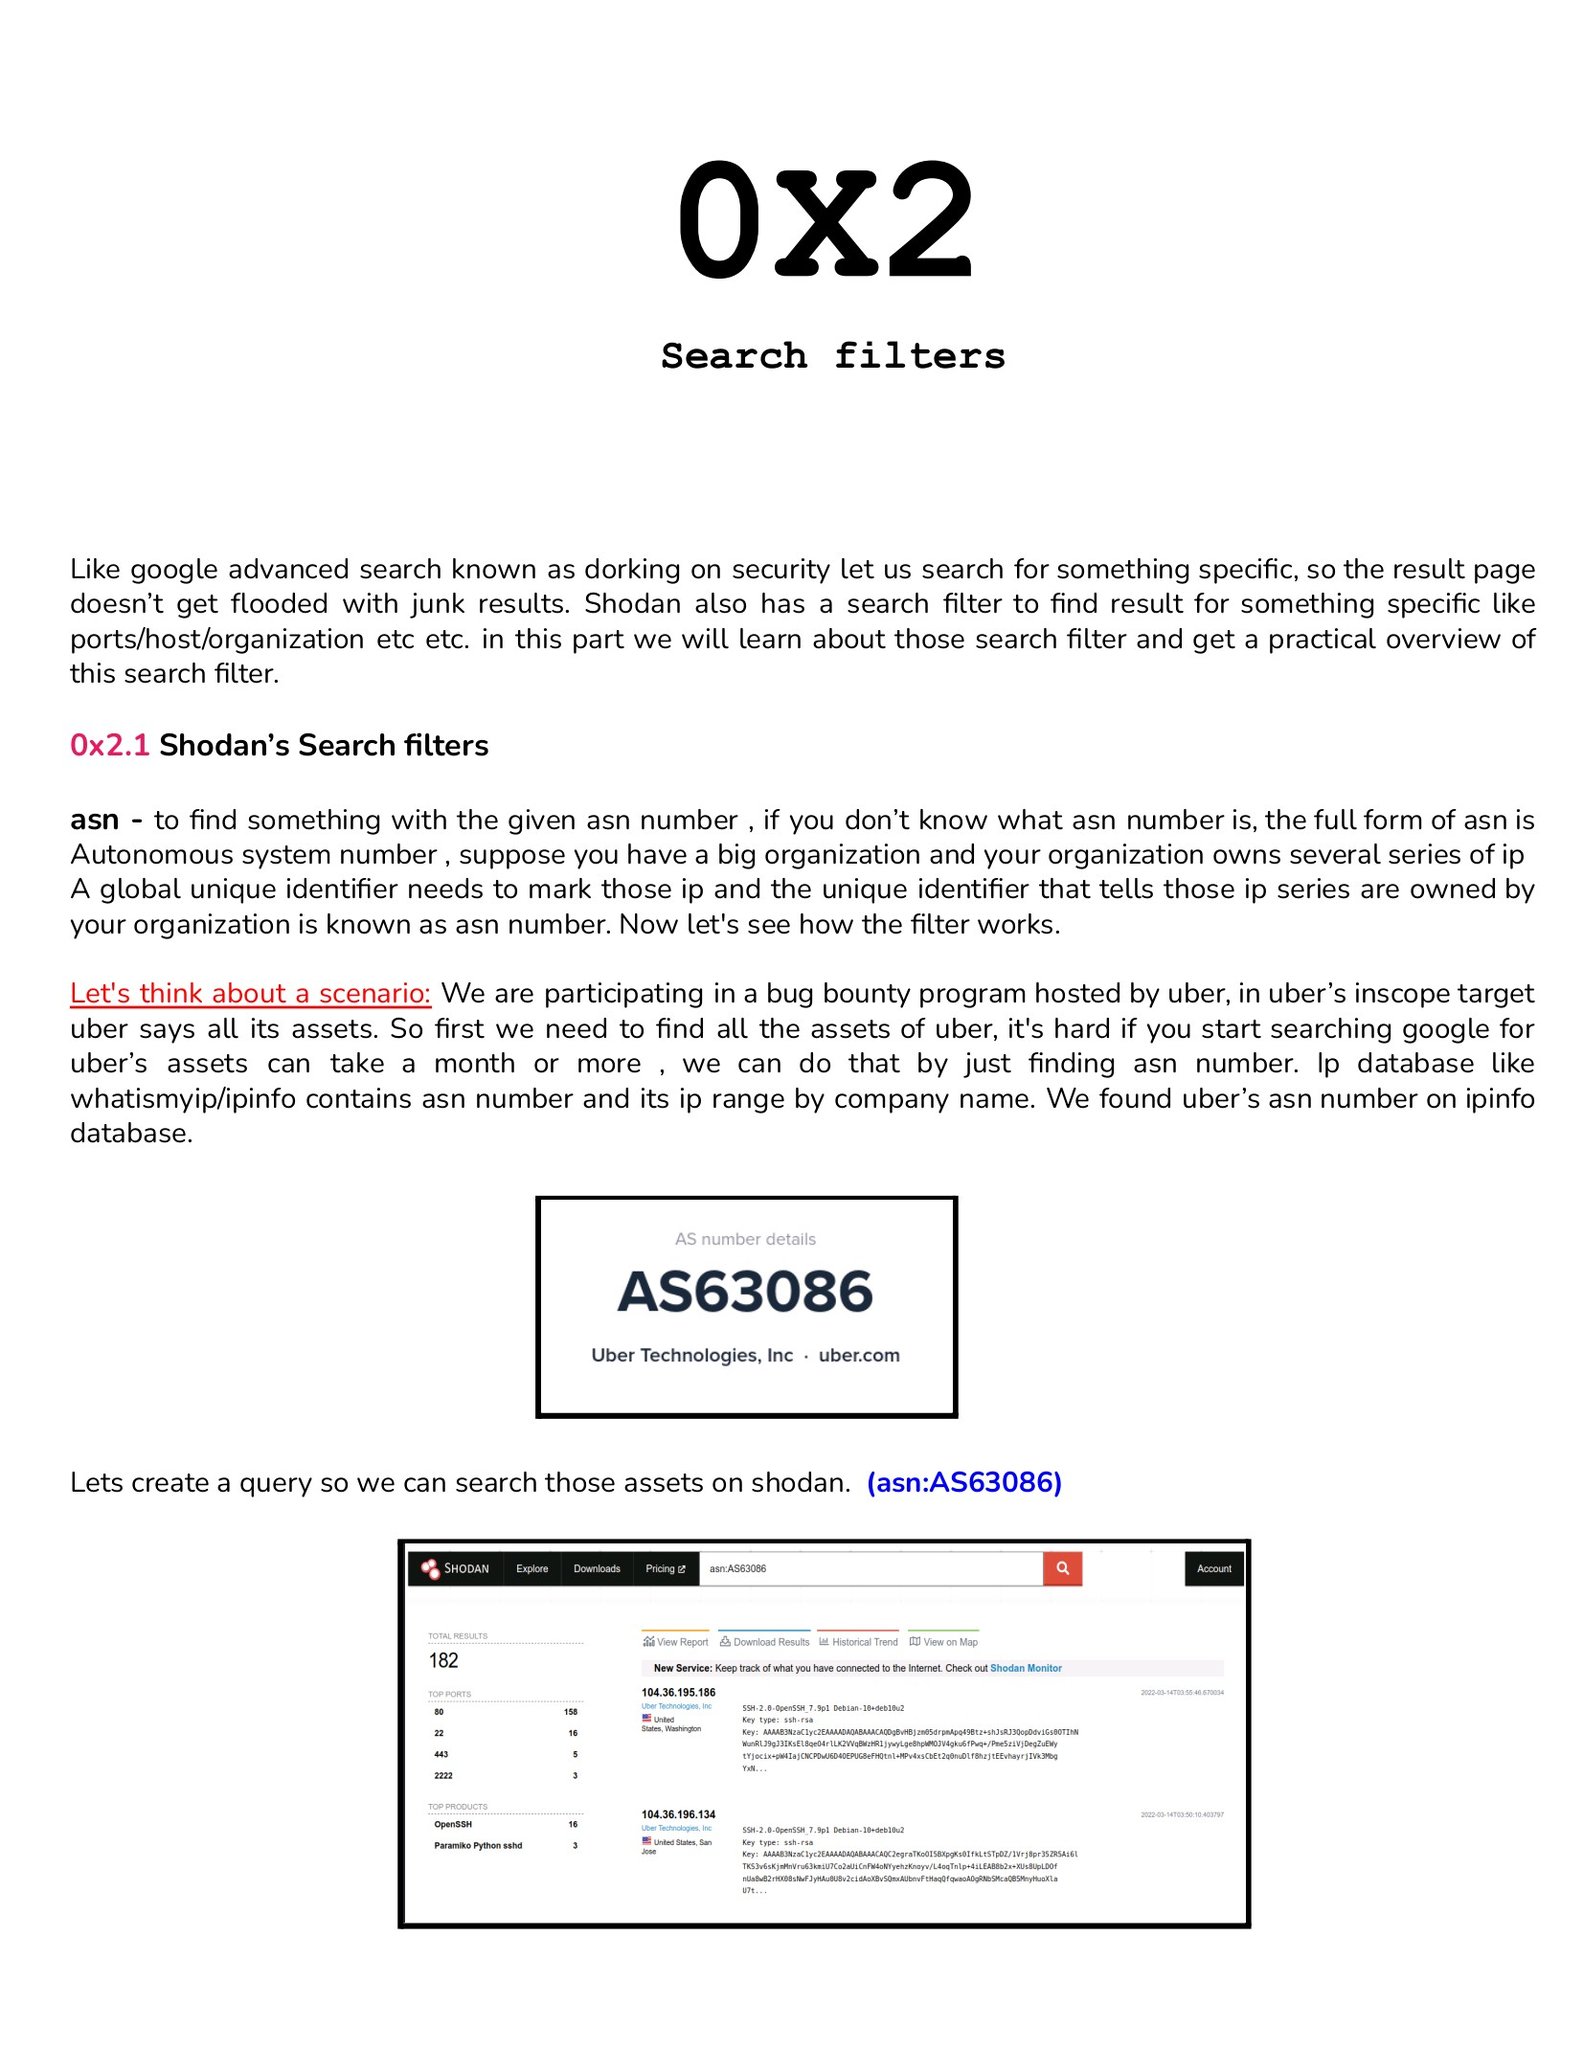 0X2
Search filters
Like google advanced search known as dorking on security let us search for something specific, so the result page
doesn’t get flooded with junk results. Shodan also has a search filter to find result for something specific like
ports/host/organization etc etc. in this part we will learn about those search filter and get a practical overview of
this search filter.
0x2.1 Shodan’s Search filters
asn - to find something with the given asn number , if you don’t know what asn number is, the full form of asn is
Autonomous system number , suppose you have a big organization and your organization owns several series of ip
A global unique identifier needs to mark those ip and the unique identifier that tells those ip series are owned by
your organization is known as asn number. Now let's see how the filter works.
Let's think about a scenario: We are participating in a bug bounty program hosted by uber, in uber’s inscope target
uber says all its assets. So first we need to find all the assets of uber, it's hard if you start searching google for
uber’s assets can take a month or more , we can do that by just finding asn number. Ip database like
whatismyip/ipinfo contains asn number and its ip range by company name. We found uber’s asn number on ipinfo
database.
AS number details
AS63086
Uber Technologies, Inc · uber.com
Lets create a query so we can search those assets on shodan. (asn:AS63086)
SHODAN Explore Downloads Pricing asn:AS63086 Account
TOTAL RESULTS
182
TOP PORTS
80 158
22 16
443 5
2222 3
TOP PRODUCTS
OpenSSH 16
Paramiko Python sshd 3
View Report Download Results Historical Trend View on Map
New Service: Keep track of what you have connected to the Internet. Check out Shodan Monitor
104.36.195.186
Uber Technologies, Inc
United
States, Washington
SSH-2.0-OpenSSH_7.9p1 Debian-10+deb10u2
Key type: ssh-rsa
Key:
YxN...
2022-03-14T03:55:46.670034
104.36.196.134
Uber Technologies, Inc
United States, San
Jose
SSH-2.0-OpenSSH_7.9p1 Debian-10+deb10u2
Key type: ssh-rsa
Key:
U7t...
2022-03-14T03:50:10.403797